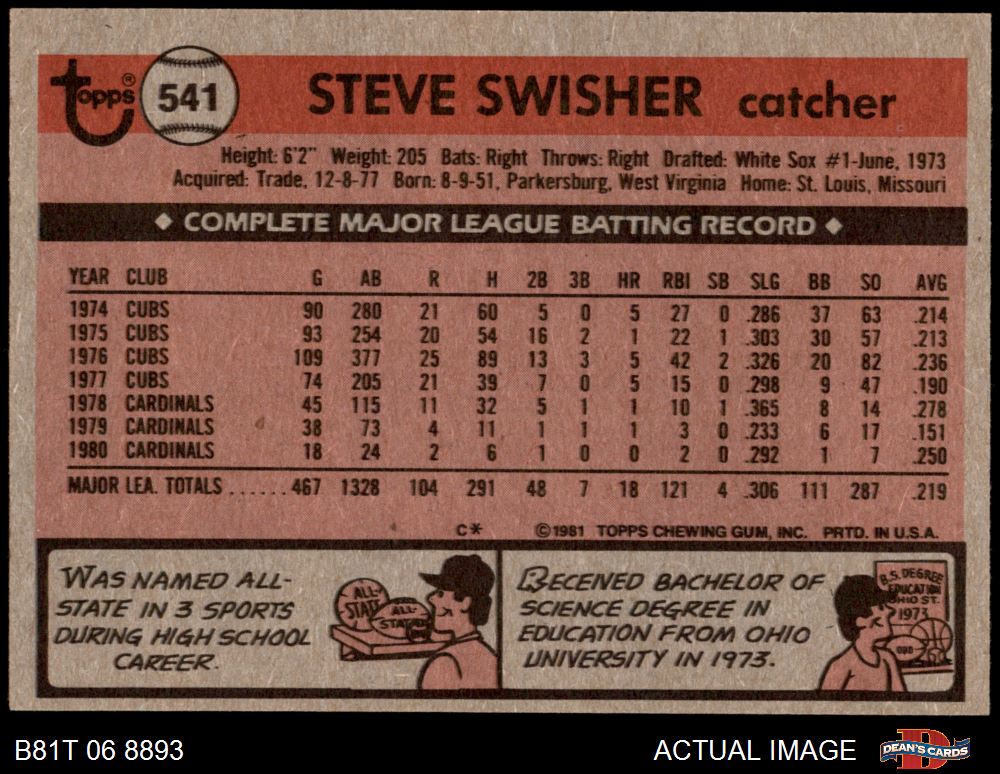 Topps®
541
STEVE SWISHER catcher
Height: 6'2" Weight: 205 Bats: Right Throws: Right Drafted: White Sox #1-June, 1973
Acquired: Trade, 12-8-77 Born: 8-9-51, Parkersburg, West Virginia Home: St. Louis, Missouri
◆ COMPLETE MAJOR LEAGUE BATTING RECORD ◆
YEAR CLUB G AB R H 2B 3B HR RBI SB SLG BB SO AVG
1974 CUBS 90 280 21 60 5 0 5 27 0 .286 37 63 .214
1975 CUBS 93 254 20 54 16 2 1 22 1 .303 30 57 .213
1976 CUBS 109 377 25 89 13 3 5 42 2 .326 20 82 .236
1977 CUBS 74 205 21 39 7 0 5 15 0 .298 9 47 .190
1978 CARDINALS 45 115 11 32 5 1 1 10 1 .365 8 14 .278
1979 CARDINALS 38 73 4 11 1 1 1 3 0 .233 6 17 .151
1980 CARDINALS 18 24 2 6 1 0 0 2 0 .292 1 7 .250
MAJOR LEA. TOTALS ......467 1328 104 291 48 7 18 121 4 .306 111 287 .219
C* ©1981 TOPPS CHEWING GUM, INC. PRTD. IN U.S.A.
WAS NAMED ALL-
STATE IN 3 SPORTS
DURING HIGH SCHOOL
CAREER.
ALL-
STATE
ALL-
STATE
RECEIVED BACHELOR OF
SCIENCE DEGREE IN
EDUCATION FROM OHIO
UNIVERSITY IN 1973.
B.S. DEGREE
EDUCATION
OHIO ST.
1973
B81T 06 8893
ACTUAL IMAGE
DEAN'S CARDS